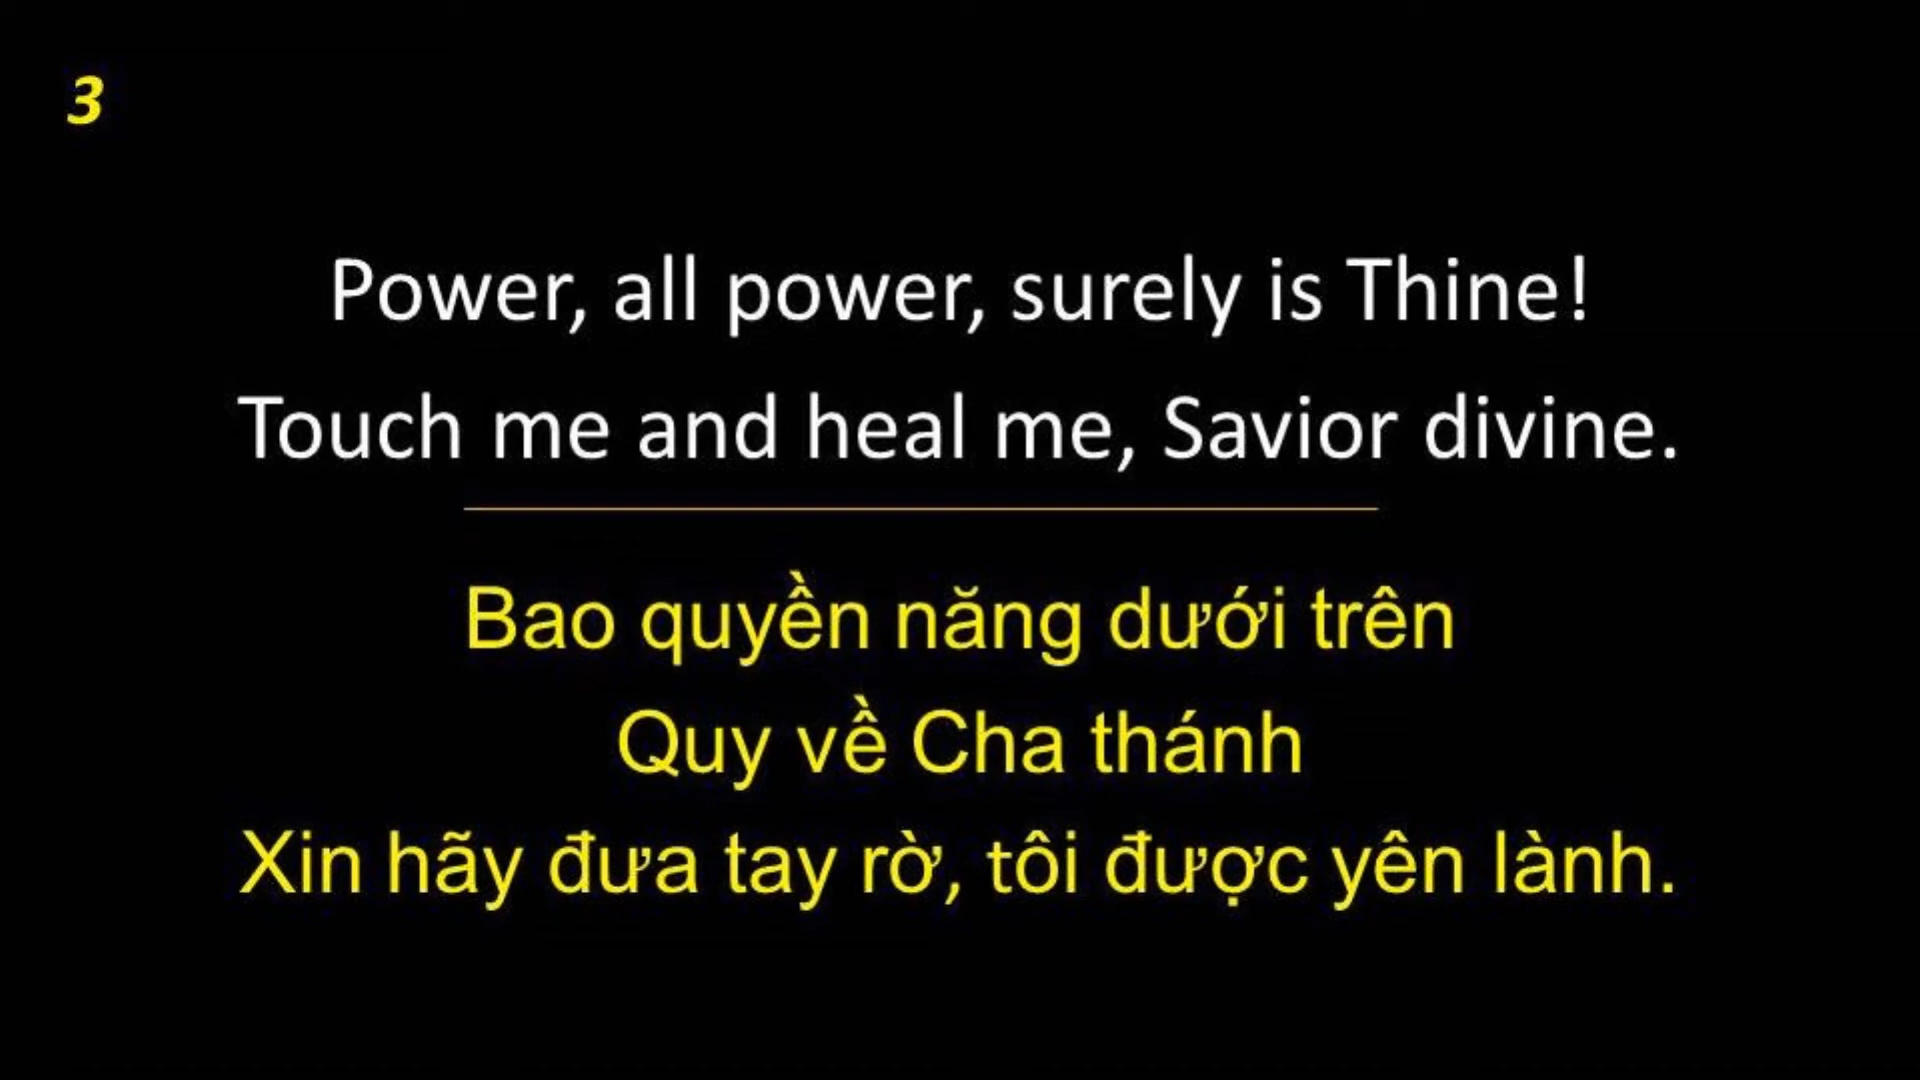 3
Power, all power, surely is Thine!
Touch me and heal me, Savior divine.
Bao quyền năng dưới trên
Quy về Cha thánh
Xin hãy đưa tay rờ, tôi được yên lành.